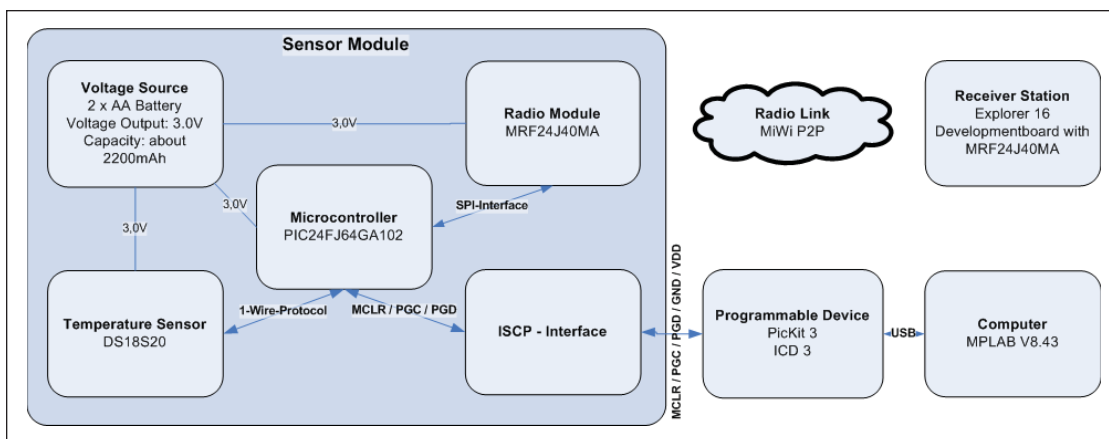 Sensor Module
Voltage Source
2 x AA Battery
Voltage Output: 3.0V
Capacity: about
2200mAh
Radio Module
MRF24J40MA
Radio Link
MiWi P2P
Receiver Station
Explorer 16
Developmentboard with
MRF24J40MA
3,0V
3,0V
3,0V
SPI-Interface
Microcontroller
PIC24FJ64GA102
Temperature Sensor
DS18S20
1-Wire-Protocol
MCLR / PGC / PGD
ISCP - Interface
MCLR / PGC / PGD / GND / VDD
Programmable Device
PicKit 3
ICD 3
USB
Computer
MPLAB V8.43